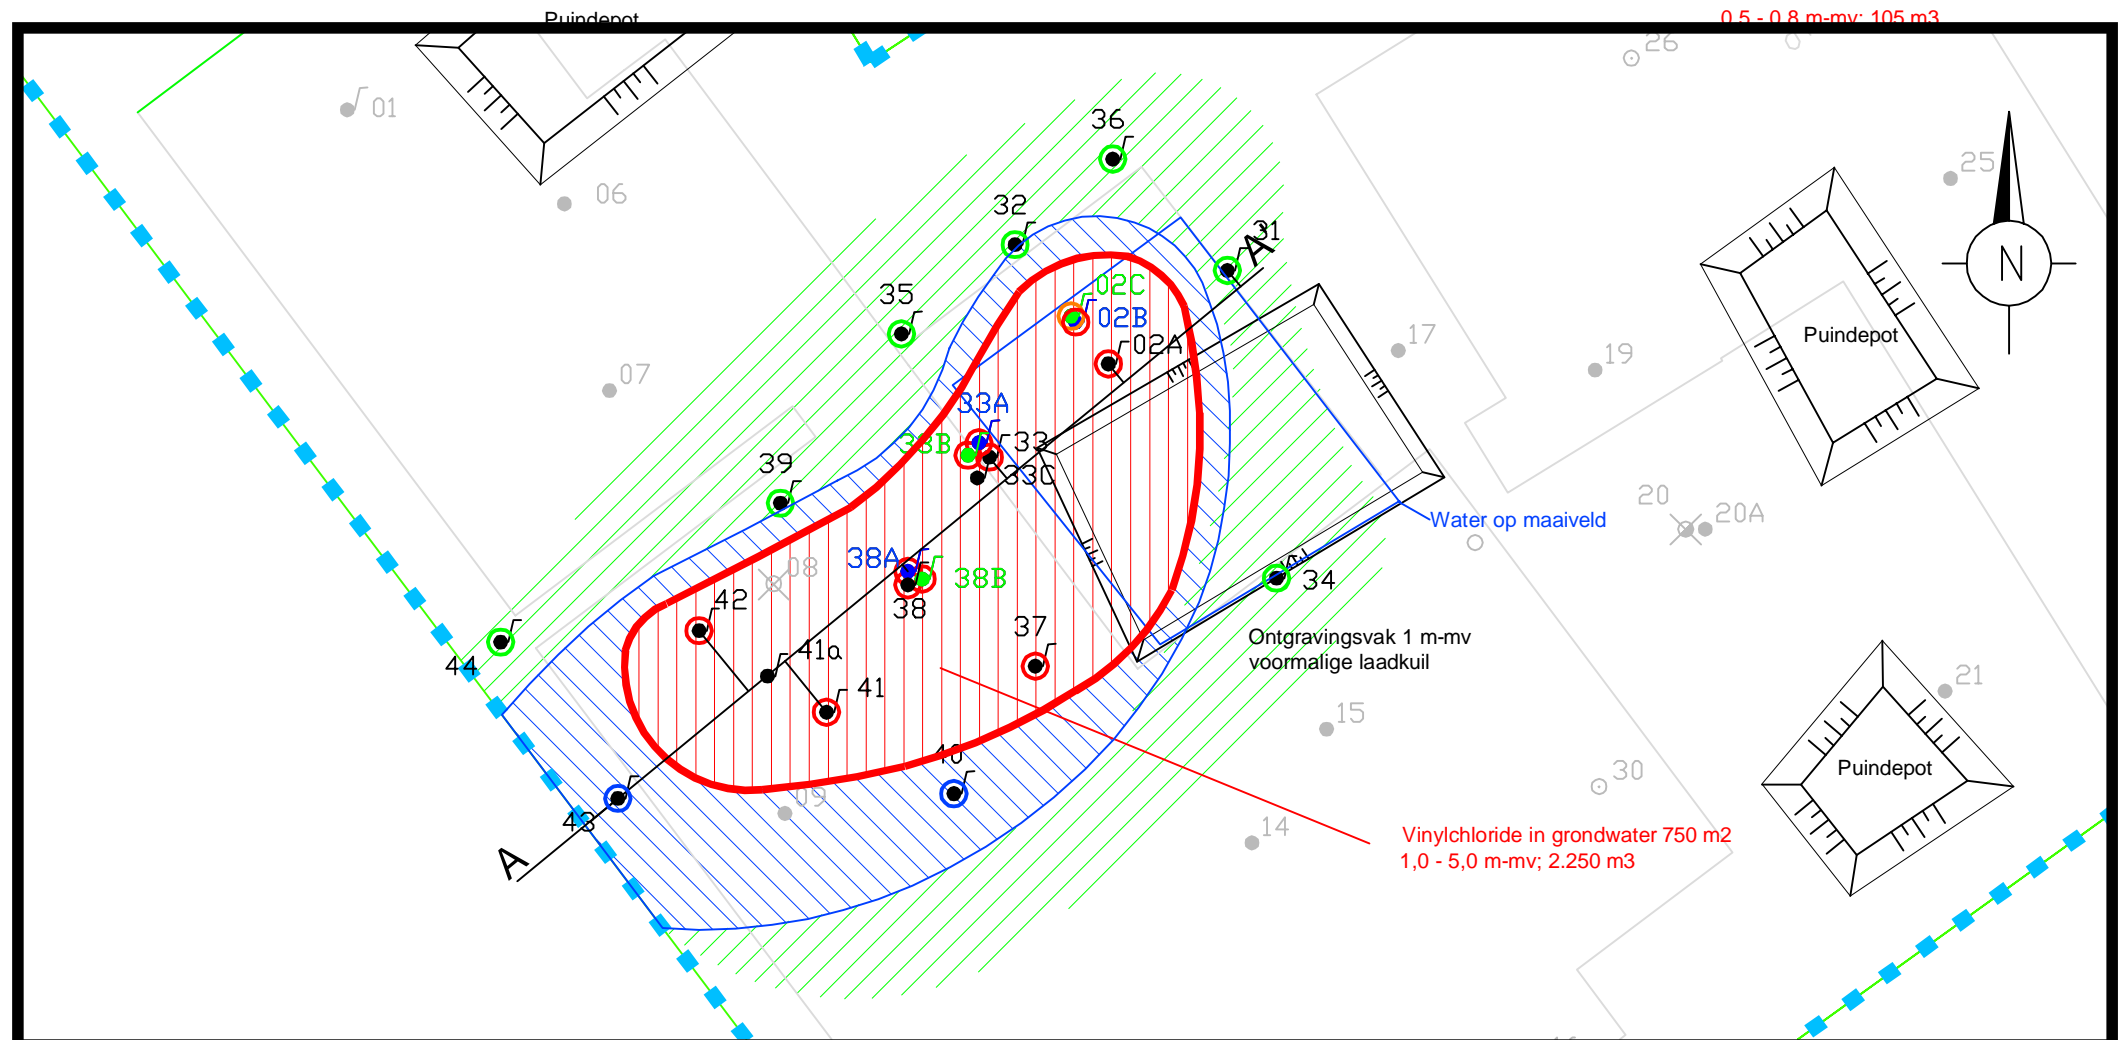 Puindepot
0,5 - 0,8 m-mv; 105 m3
26
01
36
25
06
32
31
A'
02C
35
02B
17
02A
Puindepot
N
19
07
33A
33B
33
39
33C
20
20A
Water op maaiveld
38A
08
38B
34
38
42
37
Ontgravingsvak 1 m-mv
voormalige laadkuil
41a
44
41
21
15
40
Puindepot
30
09
43
14
Vinylchloride in grondwater 750 m2
1,0 - 5,0 m-mv; 2.250 m3
A